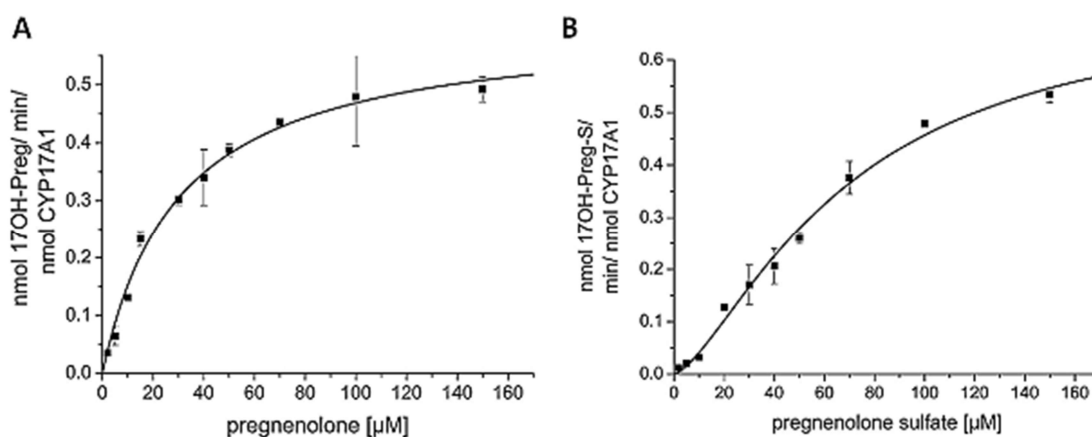 A
nmol 17OH-Preg/ min/
nmol CYP17A1
0.5
0.4
0.3
0.2
0.1
0.0
0 20 40 60 80 100 120 140 160
pregnenolone [µM]
B
nmol 17OH-Preg-S/
min/ nmol CYP17A1
0.6
0.5
0.4
0.3
0.2
0.1
0.0
0 20 40 60 80 100 120 140 160
pregnenolone sulfate [µM]